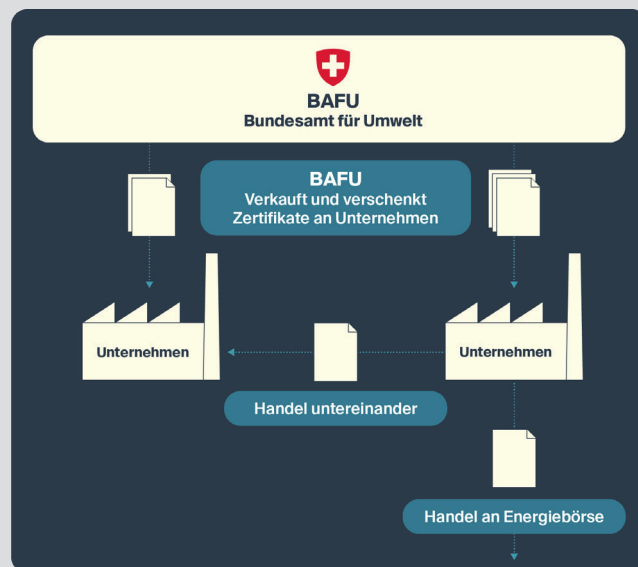 BAFU
Bundesamt für Umwelt
BAFU
Verkauft und verschenkt
Zertifikate an Unternehmen
Unternehmen
Unternehmen
Handel untereinander
Handel an Energiebörse